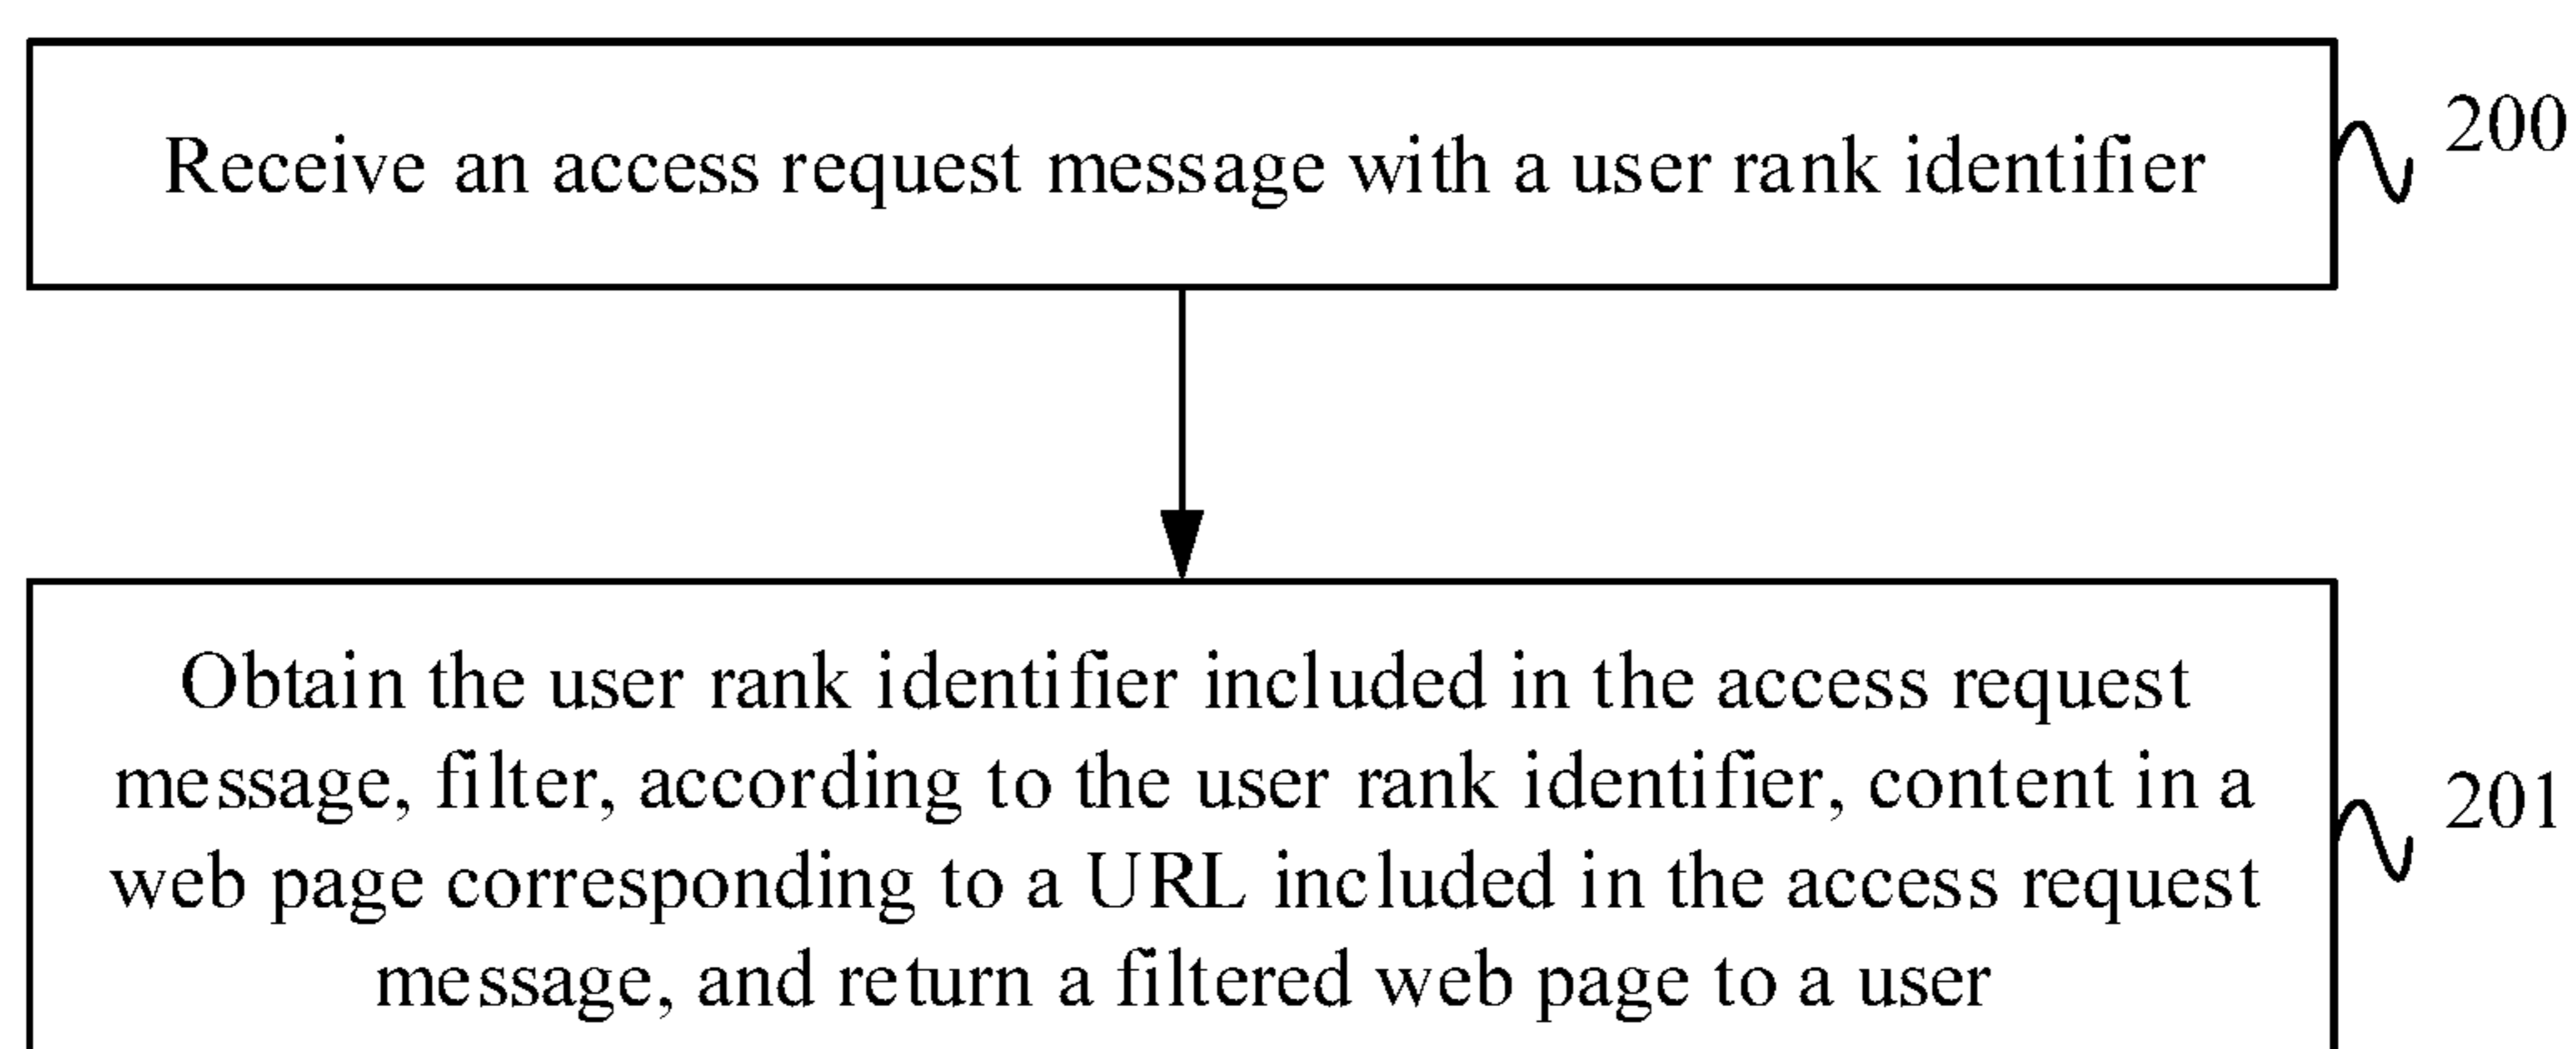 Receive an access request message with a user rank identifier
200
Obtain the user rank identifier included in the access request
message, filter, according to the user rank identifier, content in a
web page corresponding to a URL included in the access request
message, and return a filtered web page to a user
201